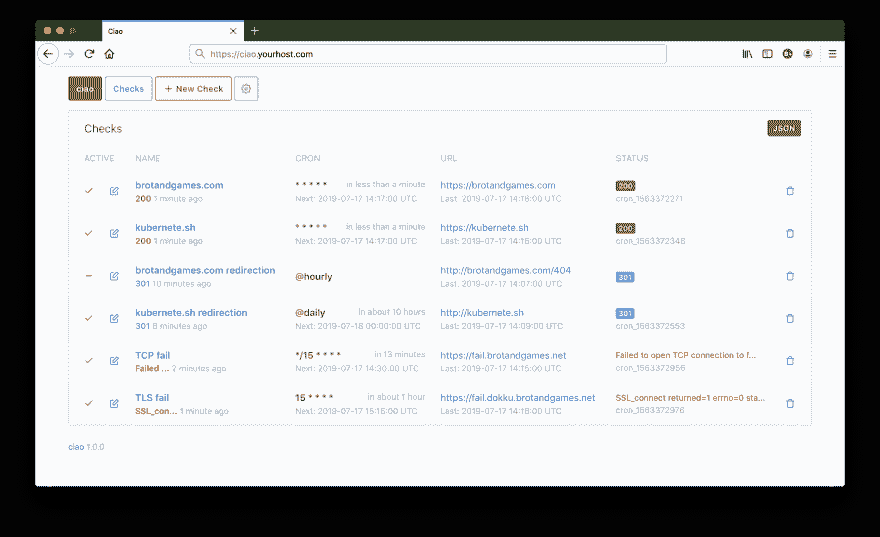 Ciao
https://ciao.yourhost.com
ciao Checks + New Check
Checks JSON
ACTIVE NAME CRON URL STATUS
brotandgames.com * * * * * in less than a minute https://brotandgames.com 200
200 1 minute ago Next: 2019-07-17 14:17:00 UTC Last: 2019-07-17 14:16:00 UTC cron_1563372271
kubernete.sh * * * * * in less than a minute https://kubernete.sh 200
200 1 minute ago Next: 2019-07-17 14:17:00 UTC Last: 2019-07-17 14:16:00 UTC cron_1563372346
brotandgames.com redirection @hourly http://brotandgames.com/404 301
301 10 minutes ago Last: 2019-07-17 14:07:00 UTC
kubernete.sh redirection @daily in about 10 hours http://kubernete.sh 301
301 8 minutes ago Next: 2019-07-18 00:00:00 UTC Last: 2019-07-17 14:09:00 UTC cron_1563372553
TCP fail */15 * * * * in 13 minutes https://fail.brotandgames.net Failed to open TCP connection to f...
Failed ... 2 minutes ago Next: 2019-07-17 14:30:00 UTC Last: 2019-07-17 14:15:00 UTC cron_1563372956
TLS fail 15 * * * * in about 1 hour https://fail.dokku.brotandgames.net SSL_connect returned=1 errno=0 sta...
SSL_con... 1 minute ago Next: 2019-07-17 15:15:00 UTC Last: 2019-07-17 14:16:00 UTC cron_1563372976
ciao 1.0.0